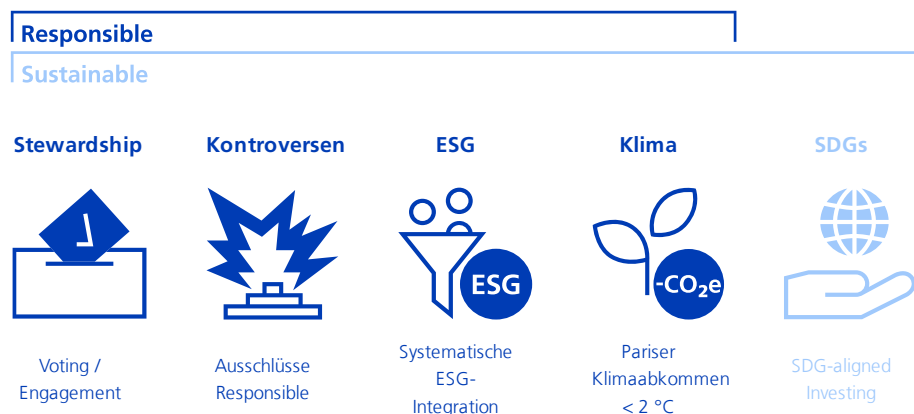 Responsible
Sustainable
Stewardship
Kontroversen
ESG
Klima
SDGs
ESG
-CO₂e
Voting /
Engagement
Ausschlüsse
Responsible
Systematische
ESG-
Integration
Pariser
Klimaabkommen
< 2 °C
SDG-aligned
Investing